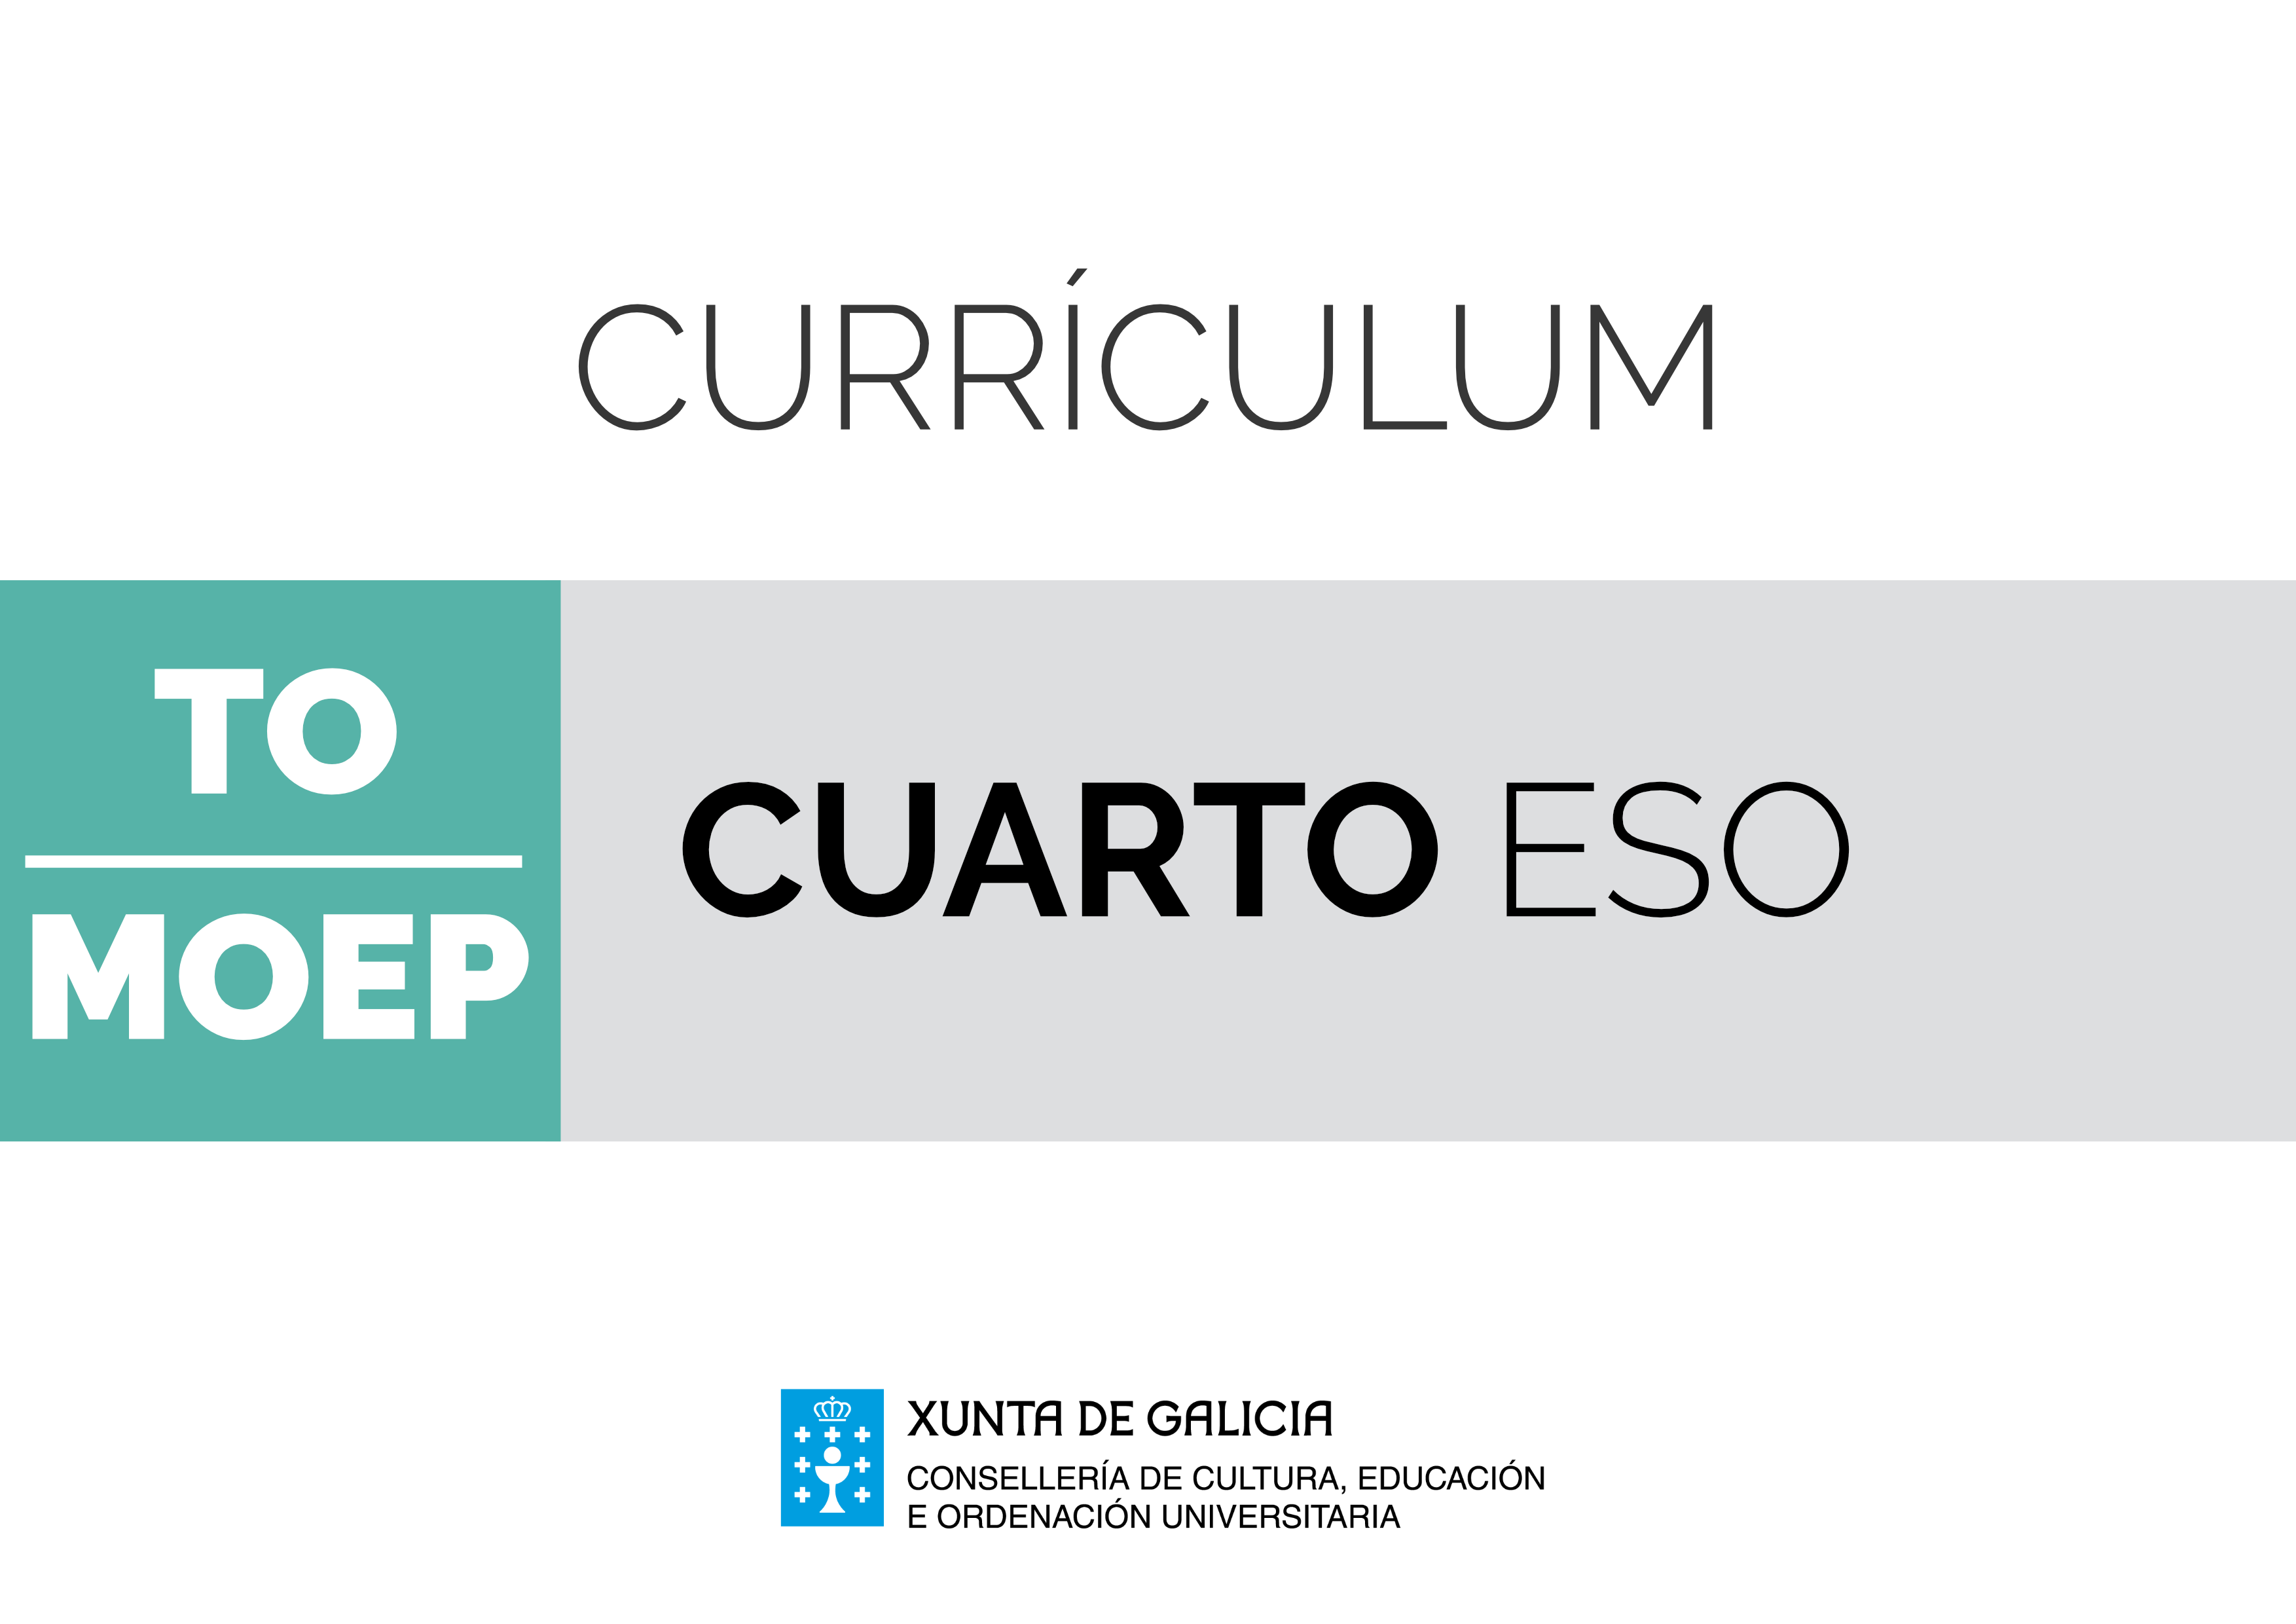 CURRÍCULUM
TO
MOEP
CUARTO ESO
XUNTA DE GALICIA
CONSELLERÍA DE CULTURA, EDUCACIÓN
E ORDENACIÓN UNIVERSITARIA